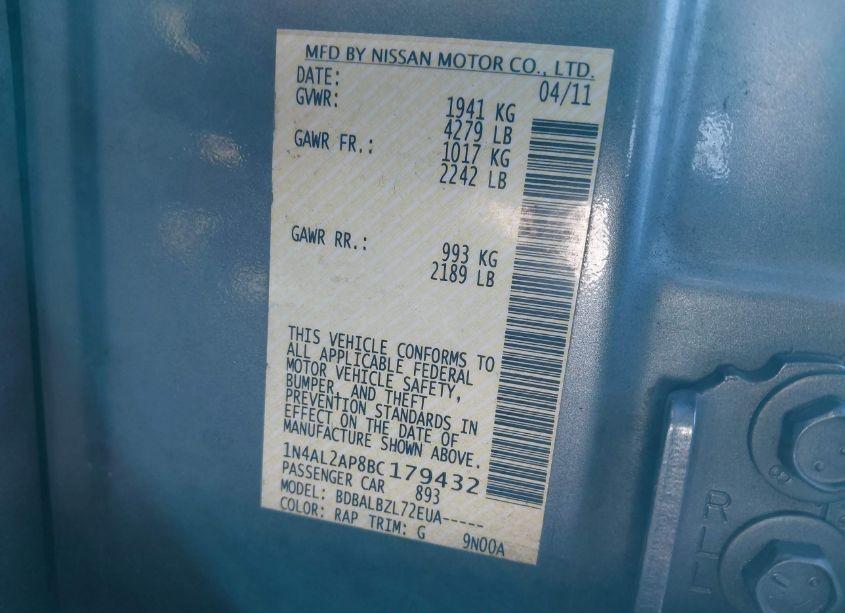 MFD BY NISSAN MOTOR CO., LTD.
DATE: 04/11
GVWR: 1941 KG
4279 LB
GAWR FR.: 1017 KG
2242 LB
GAWR RR.: 993 KG
2189 LB
THIS VEHICLE CONFORMS TO
ALL APPLICABLE FEDERAL
MOTOR VEHICLE SAFETY,
BUMPER, AND THEFT
PREVENTION STANDARDS IN
EFFECT ON THE DATE OF
MANUFACTURE SHOWN ABOVE.
1N4AL2AP8BC179432
PASSENGER CAR 893
MODEL: BDBALBZL72EUA-----
COLOR: RAP TRIM: G 9N00A
RLL
8